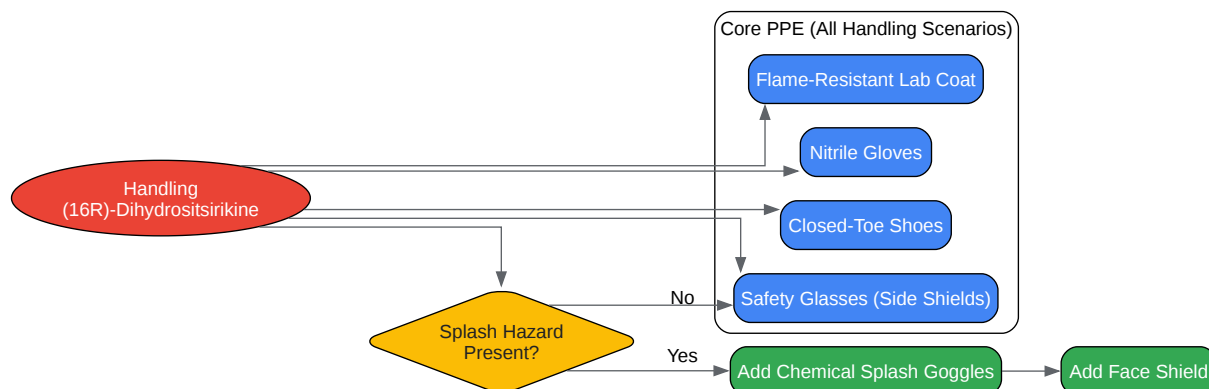 Core PPE (All Handling Scenarios)
Flame-Resistant Lab Coat
Nitrile Gloves
Handling
(16R)-Dihydrositsirikine
Closed-Toe Shoes
Safety Glasses (Side Shields)
No
Splash Hazard
Present?
Yes
Add Chemical Splash Goggles
Add Face Shield